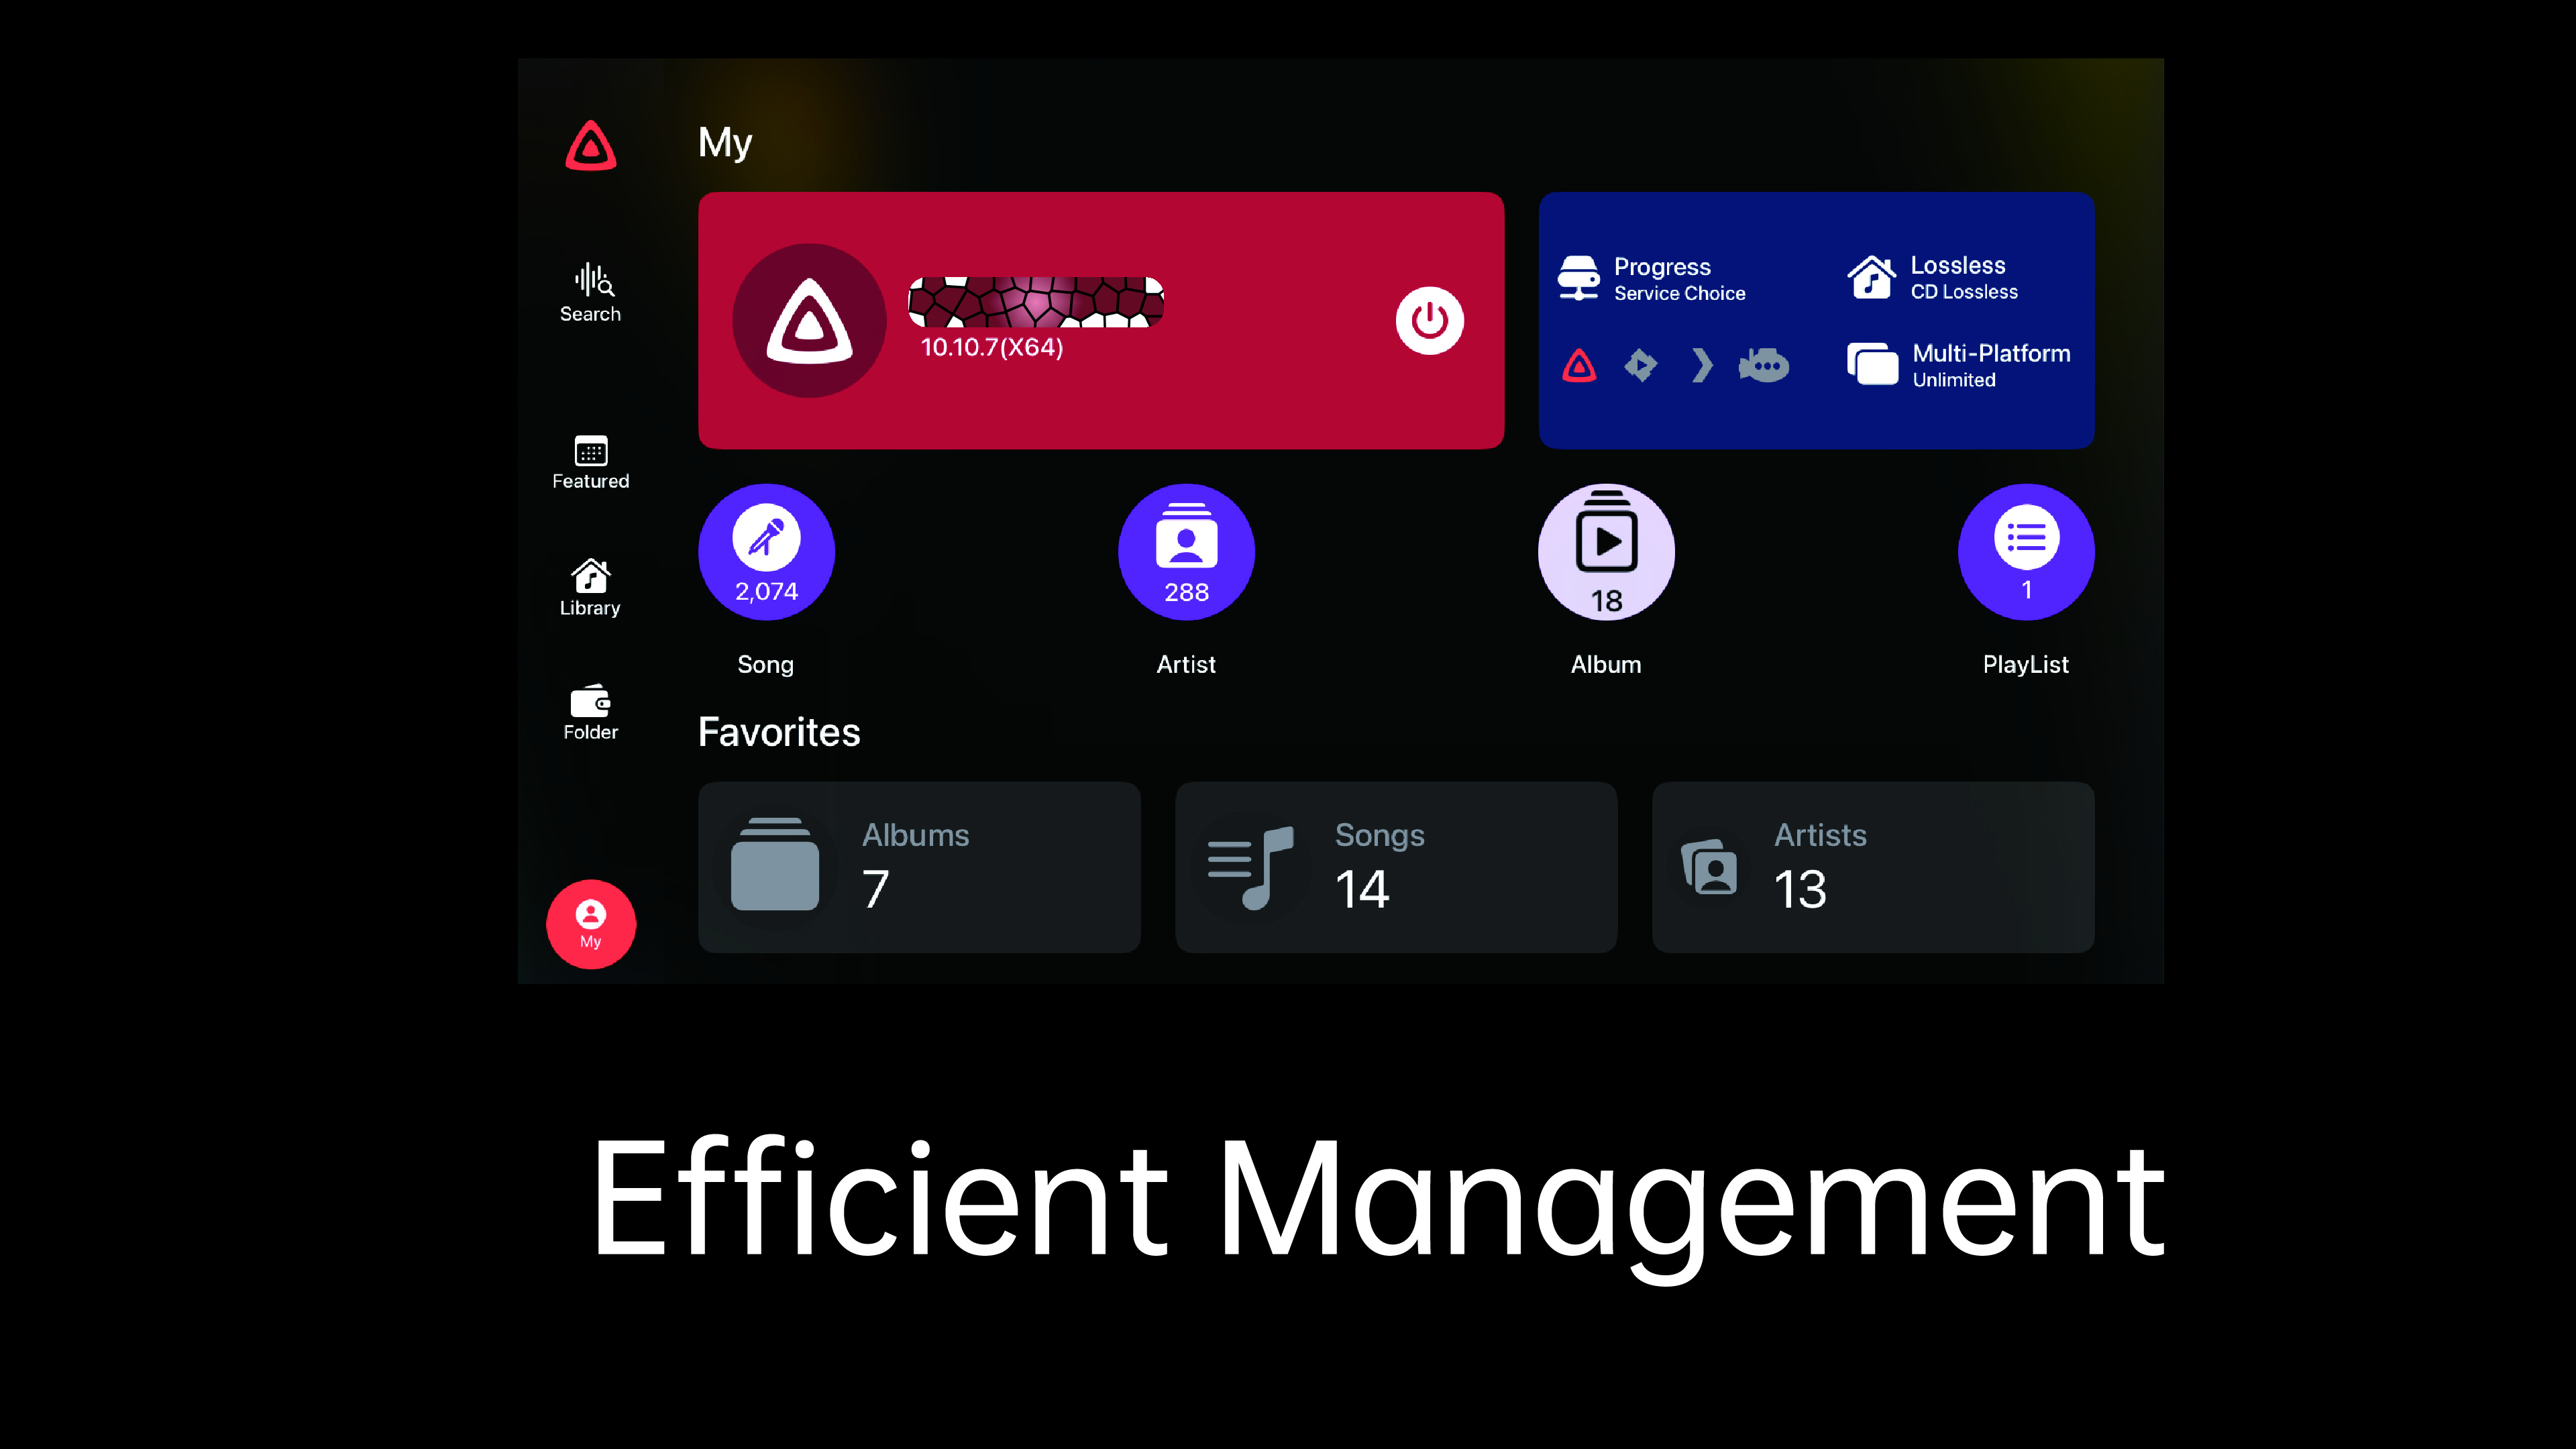 My
Search
Featured
Library
Folder
My
10.10.7(X64)
Progress
Service Choice
Lossless
CD Lossless
Multi-Platform
Unlimited
2,074
Song
288
Artist
18
Album
1
PlayList
Favorites
Albums
7
Songs
14
Artists
13
Efficient Management